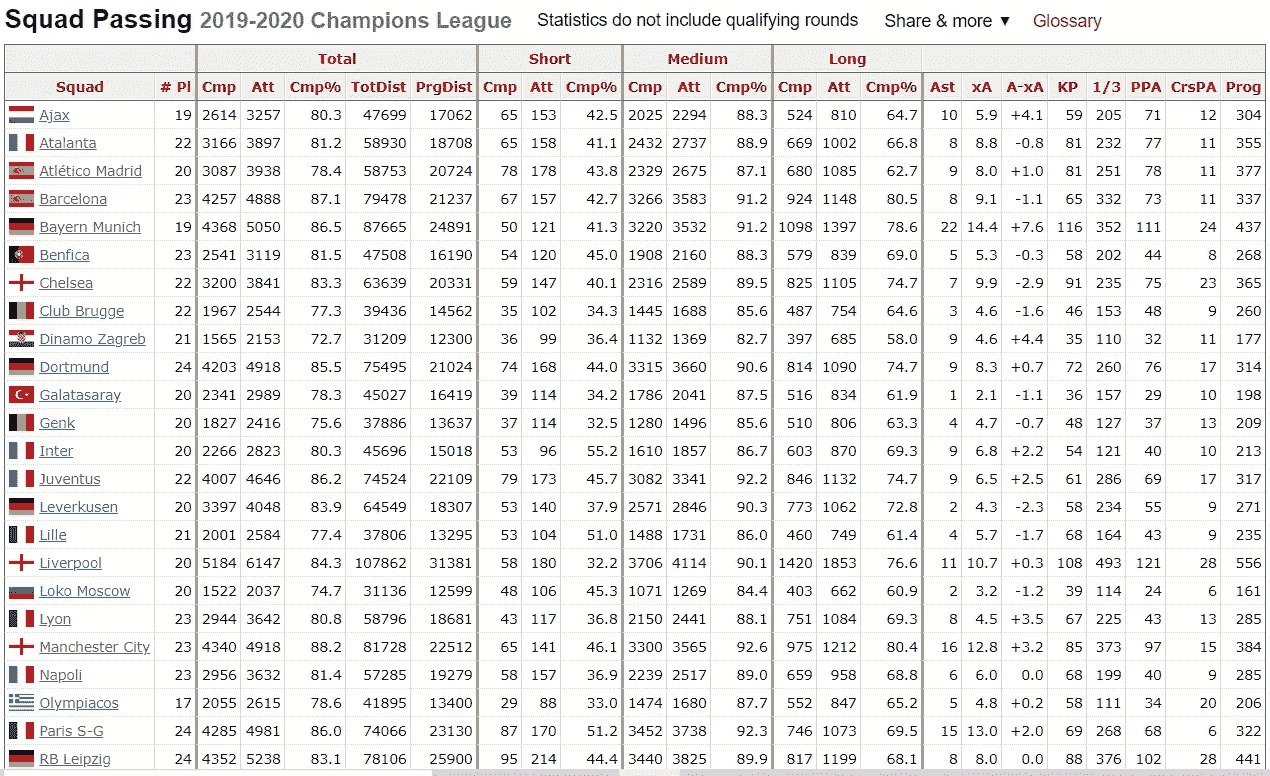 Squad Passing 2019-2020 Champions League Statistics do not include qualifying rounds Share & more ▼ Glossary
Total Short Medium Long
Squad # Pl Cmp Att Cmp% TotDist PrgDist Cmp Att Cmp% Cmp Att Cmp% Cmp Att Cmp% Ast xA A-xA KP 1/3 PPA CrsPA Prog
Ajax 19 2614 3257 80.3 47699 17062 65 153 42.5 2025 2294 88.3 524 810 64.7 10 5.9 +4.1 59 205 71 12 304
Atalanta 22 3166 3897 81.2 58930 18708 65 158 41.1 2432 2737 88.9 669 1002 66.8 8 8.8 -0.8 81 232 77 11 355
Atlético Madrid 20 3087 3938 78.4 58753 20724 78 178 43.8 2329 2675 87.1 680 1085 62.7 9 8.0 +1.0 81 251 78 11 377
Barcelona 23 4257 4888 87.1 79478 21237 67 157 42.7 3266 3583 91.2 924 1148 80.5 8 9.1 -1.1 65 332 73 11 337
Bayern Munich 19 4368 5050 86.5 87665 24891 50 121 41.3 3220 3532 91.2 1098 1397 78.6 22 14.4 +7.6 116 352 111 24 437
Benfica 23 2541 3119 81.5 47508 16190 54 120 45.0 1908 2160 88.3 579 839 69.0 5 5.3 -0.3 58 202 44 8 268
Chelsea 22 3200 3841 83.3 63639 20331 59 147 40.1 2316 2589 89.5 825 1105 74.7 7 9.9 -2.9 91 235 75 23 365
Club Brugge 22 1967 2544 77.3 39436 14562 35 102 34.3 1445 1688 85.6 487 754 64.6 3 4.6 -1.6 46 153 48 9 260
Dinamo Zagreb 21 1565 2153 72.7 31209 12300 36 99 36.4 1132 1369 82.7 397 685 58.0 9 4.6 +4.4 35 110 32 11 177
Dortmund 24 4203 4918 85.5 75495 21024 74 168 44.0 3315 3660 90.6 814 1090 74.7 9 8.3 +0.7 72 260 76 17 314
Galatasaray 20 2341 2989 78.3 45027 16419 39 114 34.2 1786 2041 87.5 516 834 61.9 1 2.1 -1.1 36 157 29 10 198
Genk 20 1827 2416 75.6 37886 13637 37 114 32.5 1280 1496 85.6 510 806 63.3 4 4.7 -0.7 48 127 37 13 209
Inter 20 2266 2823 80.3 45696 15018 53 96 55.2 1610 1857 86.7 603 870 69.3 9 6.8 +2.2 54 121 40 10 213
Juventus 22 4007 4646 86.2 74524 22109 79 173 45.7 3082 3341 92.2 846 1132 74.7 9 6.5 +2.5 61 286 69 17 317
Leverkusen 20 3397 4048 83.9 64549 18307 53 140 37.9 2571 2846 90.3 773 1062 72.8 2 4.3 -2.3 58 234 55 9 271
Lille 21 2001 2584 77.4 37806 13295 53 104 51.0 1488 1731 86.0 460 749 61.4 4 5.7 -1.7 68 164 43 9 235
Liverpool 20 5184 6147 84.3 107862 31381 58 180 32.2 3706 4114 90.1 1420 1853 76.6 11 10.7 +0.3 108 493 121 28 556
Loko Moscow 20 1522 2037 74.7 31136 12599 48 106 45.3 1071 1269 84.4 403 662 60.9 2 3.2 -1.2 39 114 24 6 161
Lyon 23 2944 3642 80.8 58796 18681 43 117 36.8 2150 2441 88.1 751 1084 69.3 8 4.5 +3.5 67 225 43 13 285
Manchester City 23 4340 4918 88.2 81728 22512 65 141 46.1 3300 3565 92.6 975 1212 80.4 16 12.8 +3.2 85 373 97 15 384
Napoli 23 2956 3632 81.4 57285 19279 58 157 36.9 2239 2517 89.0 659 958 68.8 6 6.0 0.0 68 199 40 9 285
Olympiacos 17 2055 2615 78.6 41895 13400 29 88 33.0 1474 1680 87.7 552 847 65.2 5 4.8 +0.2 58 111 34 20 206
Paris S-G 24 4285 4981 86.0 74066 23130 87 170 51.2 3452 3738 92.3 746 1073 69.5 15 13.0 +2.0 69 268 68 6 322
RB Leipzig 24 4352 5238 83.1 78106 25900 95 214 44.4 3440 3825 89.9 817 1199 68.1 8 8.0 0.0 88 376 102 28 441